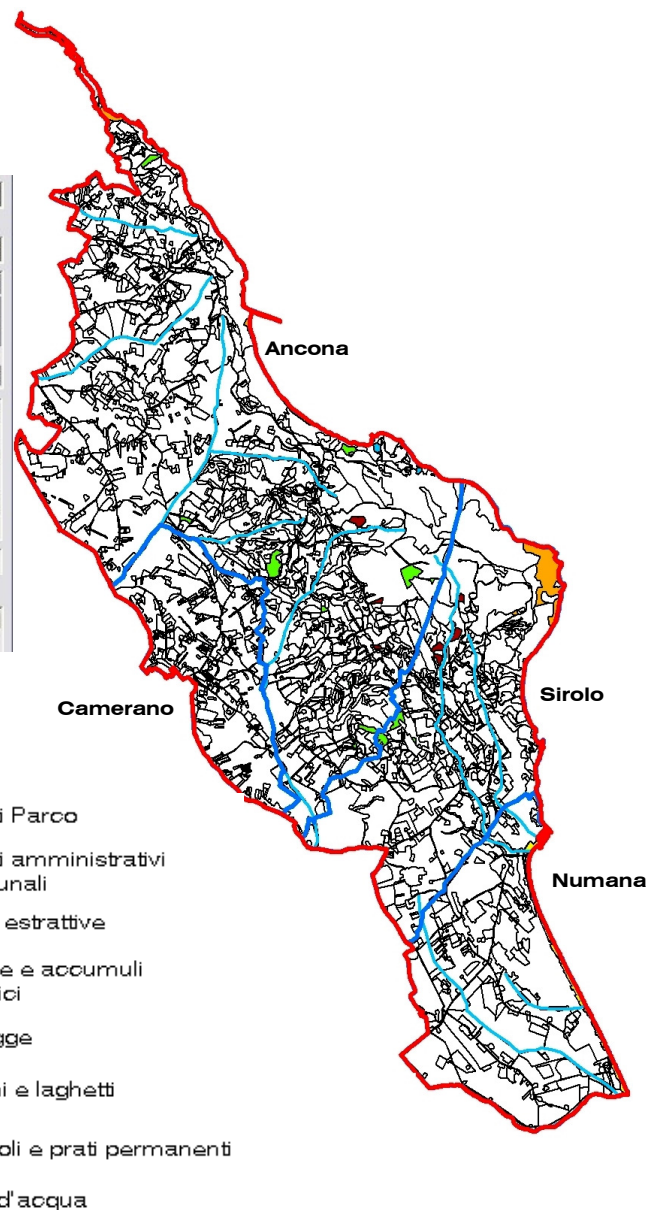 Ancona
Camerano
Sirolo
Numana
i Parco
i amministrativi
unali
estrattive
e e accumuli
ici
gge
i e laghetti
oli e prati permanenti
d'acqua